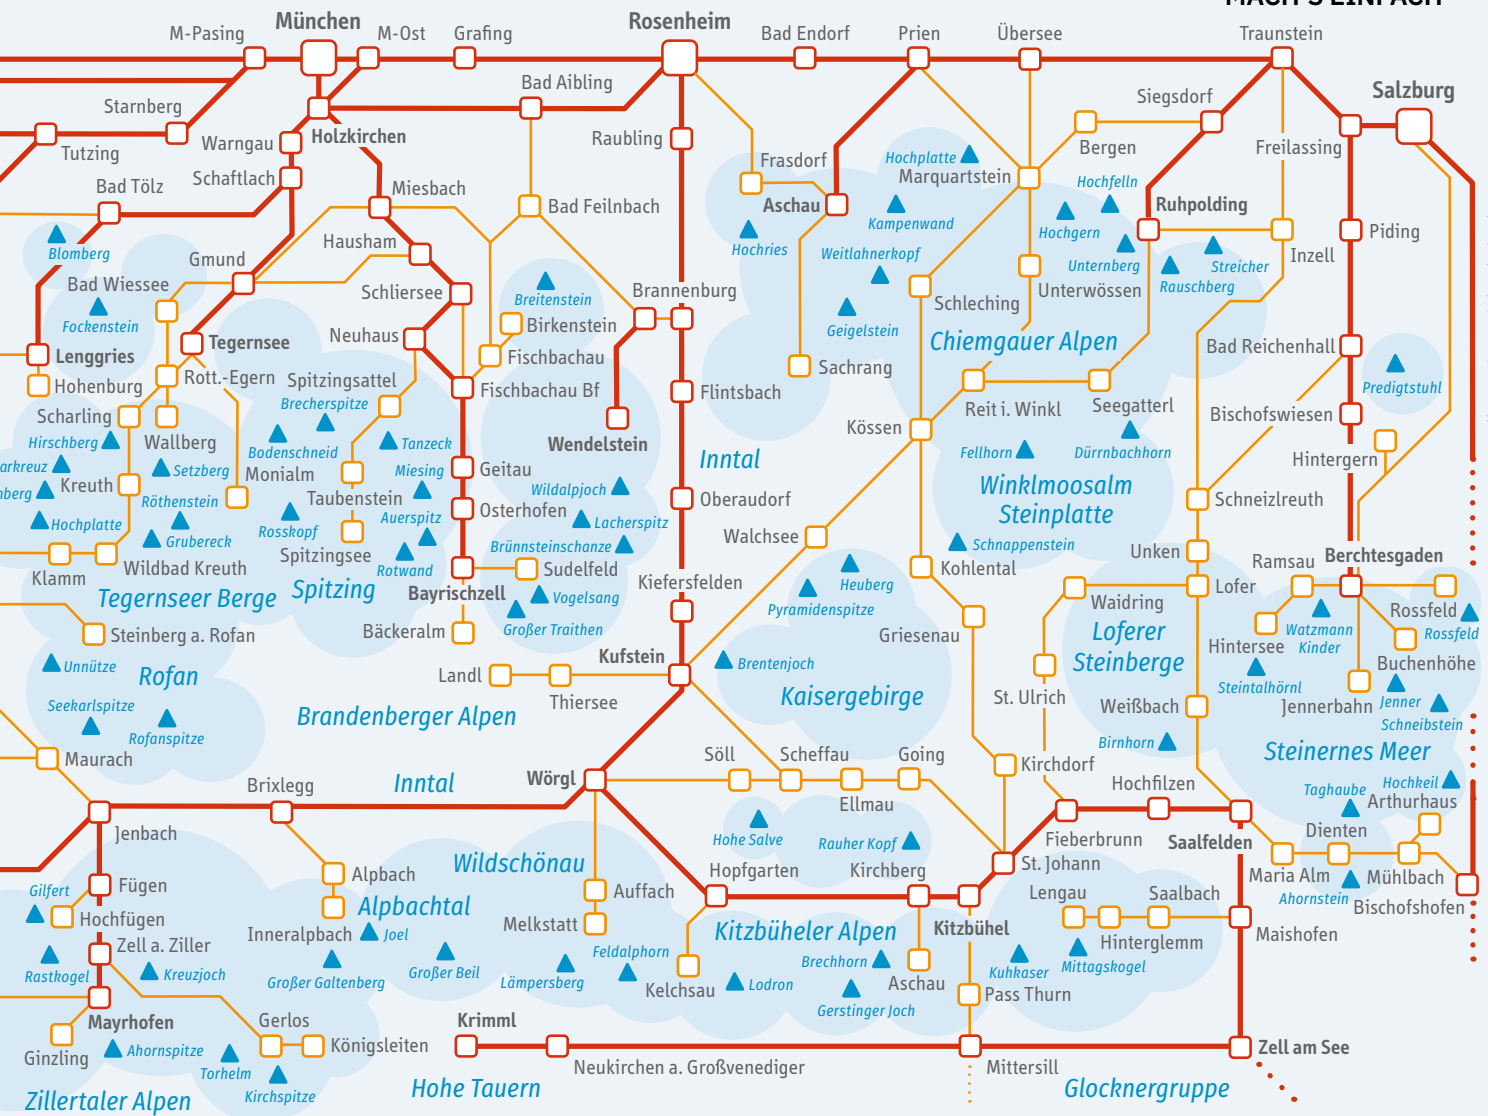 MACH'S EINFACH
München
Rosenheim
M-Pasing
M-Ost
Grafing
Bad Endorf
Prien
Übersee
Traunstein
Bad Aibling
Salzburg
Starnberg
Siegsdorf
Holzkirchen
Raubling
Warngau
Tutzing
Bergen
Freilassing
Frasdorf
Hochplatte
Marquartstein
Schaftlach
Bad Tölz
Miesbach
Hochfelln
Aschau
Ruhpolding
Bad Feilnbach
Kampenwand
Hochgern
Piding
Hausham
Hochries
Weitlahnerkopf
Blomberg
Gmund
Unternberg
Streicher
Inzell
Bad Wiessee
Schliersee
Breitenstein
Brannenburg
Schleching
Unterwössen
Rauschberg
Fockenstein
Birkenstein
Geigelstein
Neuhaus
Tegernsee
Chiemgauer Alpen
Bad Reichenhall
Lenggries
Fischbachau
Rott.-Egern
Spitzingsattel
Sachrang
Hohenburg
Fischbachau Bf
Flintsbach
Predigtstuhl
Brecherspitze
Reit i. Winkl
Seegatterl
Scharling
Bischofswiesen
Kössen
Hirschberg
Wallberg
Bodenschneid
Tanzeck
Wendelstein
Fellhorn
Dürrnbachhorn
Hintergern
Inntal
arkreuz
Setzberg
Monialm
Miesing
Geitau
nberg
Kreuth
Röthenstein
Taubenstein
Wildalpjoch
Oberaudorf
Winklmoosalm
Steinplatte
Schneizlreuth
Hochplatte
Rosskopf
Auerspitz
Osterhofen
Lacherspitz
Walchsee
Grubereck
Spitzingsee
Brünnsteinschanze
Schnappenstein
Unken
Ramsau
Berchtesgaden
Klamm
Wildbad Kreuth
Rotwand
Sudelfeld
Kohlental
Heuberg
Kiefersfelden
Tegernseer Berge
Spitzing
Bayrischzell
Vogelsang
Pyramidenspitze
Waidring
Lofer
Rossfeld
Steinberg a. Rofan
Bäckeralm
Großer Traithen
Griesenau
Loferer
Steinberge
Watzmann
Kinder
Rossfeld
Hintersee
Unnütze
Kufstein
Brentenjoch
Buchenhöhe
Rofan
Landl
Thiersee
Kaisergebirge
St. Ulrich
Steintalhörnl
Seekarlspitze
Brandenberger Alpen
Weißbach
Jennerbahn
Jenner
Schneibstein
Rofanspitze
Birnhorn
Steinernes Meer
Maurach
Söll
Scheffau
Going
Kirchdorf
Brixlegg
Inntal
Wörgl
Hochfilzen
Hochkeil
Taghaube
Arthurhaus
Ellmau
Jenbach
Hohe Salve
Rauher Kopf
Fieberbrunn
Saalfelden
Dienten
Wildschönau
Hopfgarten
Kirchberg
St. Johann
Maria Alm
Mühlbach
Fügen
Alpbach
Gilfert
Auffach
Lengau
Saalbach
Ahornstein
Bischofshofen
Hochfügen
Alpbachtal
Inneralpbach
Joel
Melkstatt
Kitzbüheler Alpen
Kitzbühel
Hinterglemm
Maishofen
Zell a. Ziller
Feldalphorn
Brechhorn
Rastkogel
Kreuzjoch
Großer Galtenberg
Großer Beil
Lämpersberg
Kelchsau
Lodron
Aschau
Kuhkaser
Mittagskogel
Gerstinger Joch
Pass Thurn
Mayrhofen
Gerlos
Krimml
Ginzling
Ahornspitze
Königsleiten
Zell am See
Torhelm
Neukirchen a. Großvenediger
Mittersill
Kirchspitze
Zillertaler Alpen
Hohe Tauern
Glocknergruppe